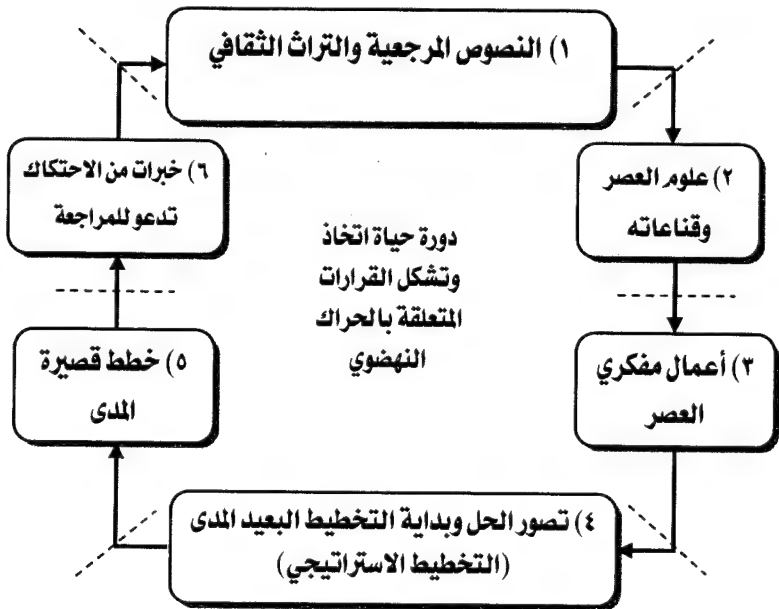 ١) النصوص المرجعية والتراث الثقافي
٢) علوم العصر
وقناعاته
٣) أعمال مفكري
العصر
٤) تصور الحل وبداية التخطيط البعيد المدى
(التخطيط الاستراتيجي)
٥) خطط قصيرة
المدى
٦) خبرات من الاحتكاك
تدعو للمراجعة
دورة حياة اتخاذ
وتشكل القرارات
المتعلقة بالحراك
النهضوي